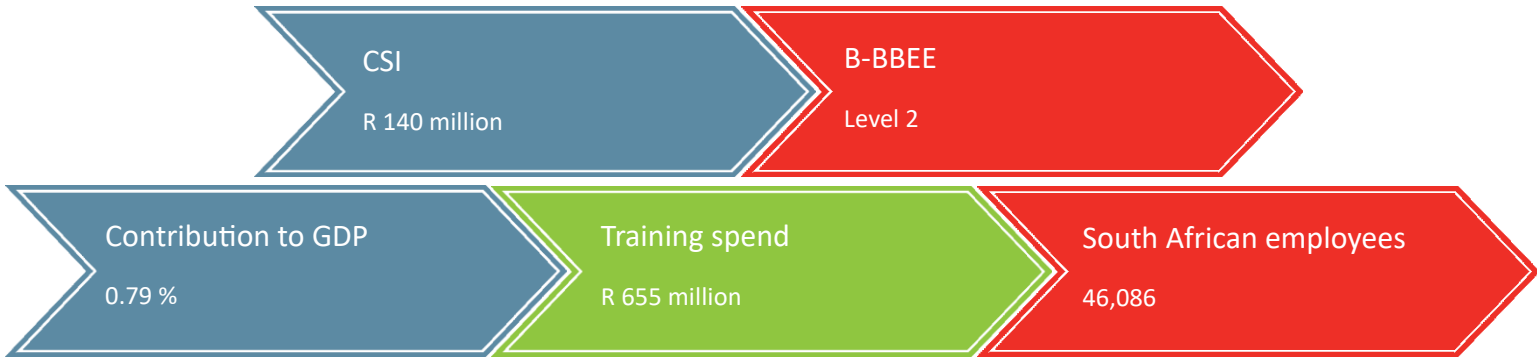 CSI
R 140 million
B-BBEE
Level 2
Contribution to GDP
0.79 %
Training spend
R 655 million
South African employees
46,086